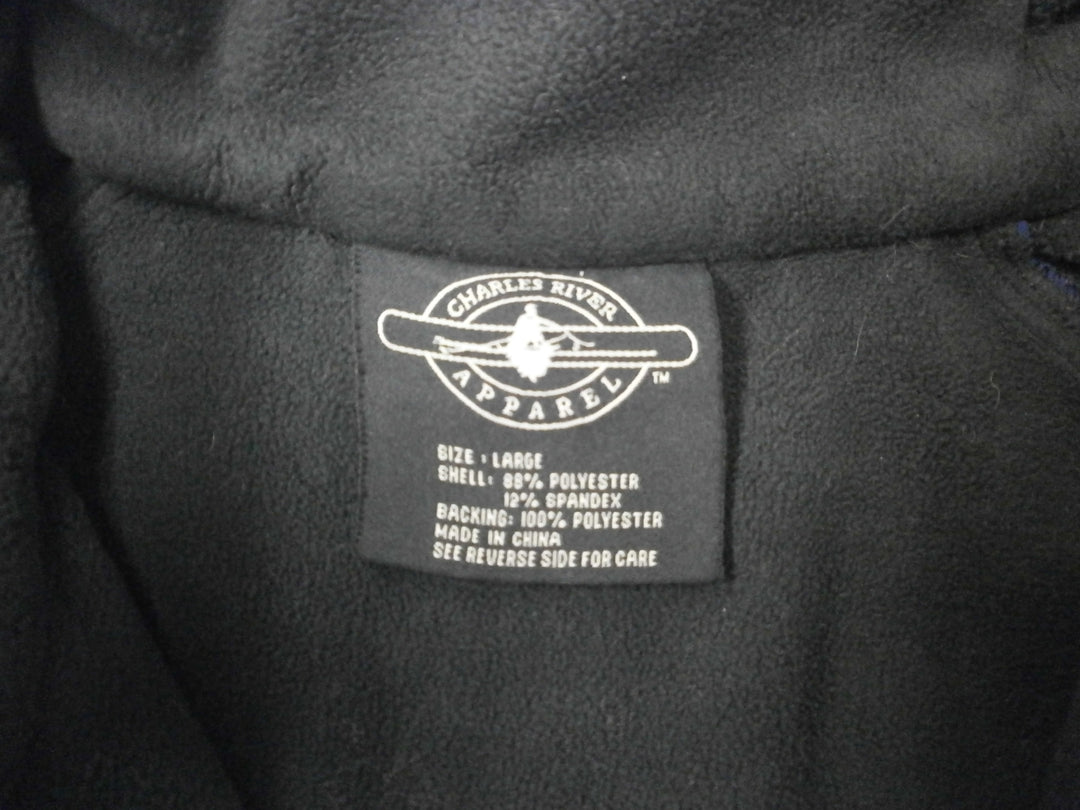 CHARLES RIVER
APPAREL
TM
SIZE : LARGE
SHELL: 88% POLYESTER
12% SPANDEX
BACKING: 100% POLYESTER
MADE IN CHINA
SEE REVERSE SIDE FOR CARE